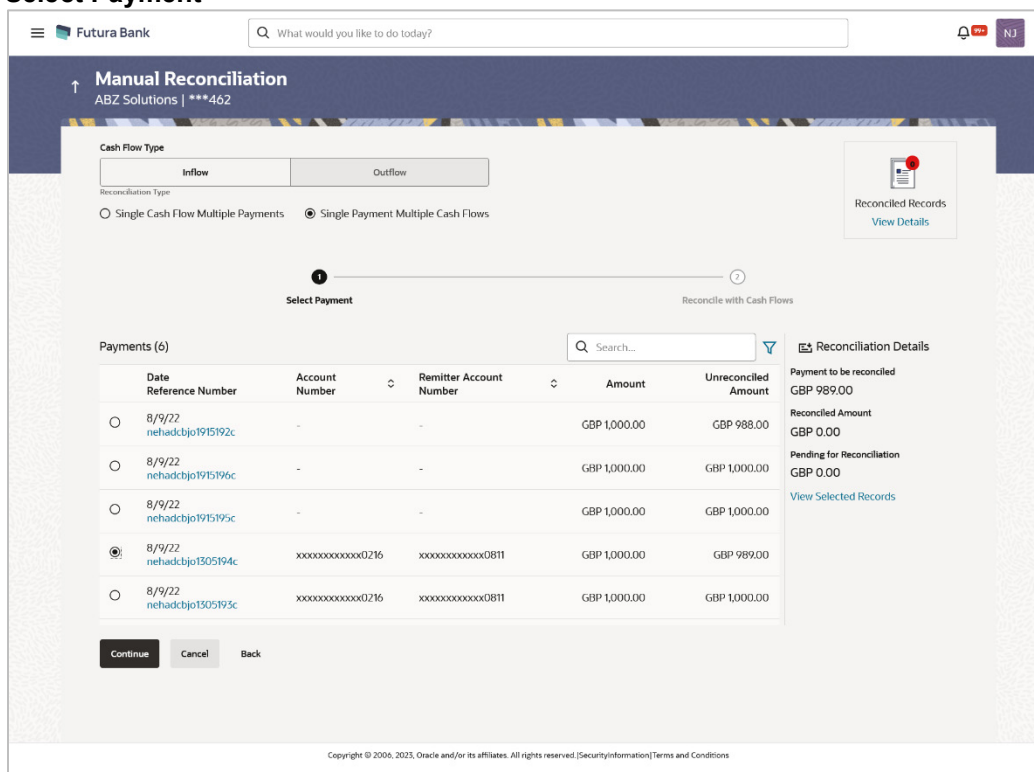 Select Payment
Futura Bank
What would you like to do today?
99+
NJ
Manual Reconciliation
ABZ Solutions | ***462
Cash Flow Type
Inflow
Outflow
Reconciliation Type
Single Cash Flow Multiple Payments
Single Payment Multiple Cash Flows
0
Reconciled Records
View Details
1
2
Select Payment
Reconcile with Cash Flows
Payments (6)
Search...
Date
Reference Number
Account
Number
Remitter Account
Number
Amount
Unreconciled
Amount
8/9/22
nehadcbjo1915192c
-
-
GBP 1,000.00
GBP 988.00
8/9/22
nehadcbjo1915196c
-
-
GBP 1,000.00
GBP 1,000.00
8/9/22
nehadcbjo1915195c
-
-
GBP 1,000.00
GBP 1,000.00
8/9/22
nehadcbjo1305194c
xxxxxxxxxxxx0216
xxxxxxxxxxxx0811
GBP 1,000.00
GBP 989.00
8/9/22
nehadcbjo1305193c
xxxxxxxxxxxx0216
xxxxxxxxxxxx0811
GBP 1,000.00
GBP 1,000.00
Reconciliation Details
Payment to be reconciled
GBP 989.00
Reconciled Amount
GBP 0.00
Pending for Reconciliation
GBP 0.00
View Selected Records
Continue
Cancel
Back
Copyright © 2006, 2023, Oracle and/or its affiliates. All rights reserved.|SecurityInformation|Terms and Conditions